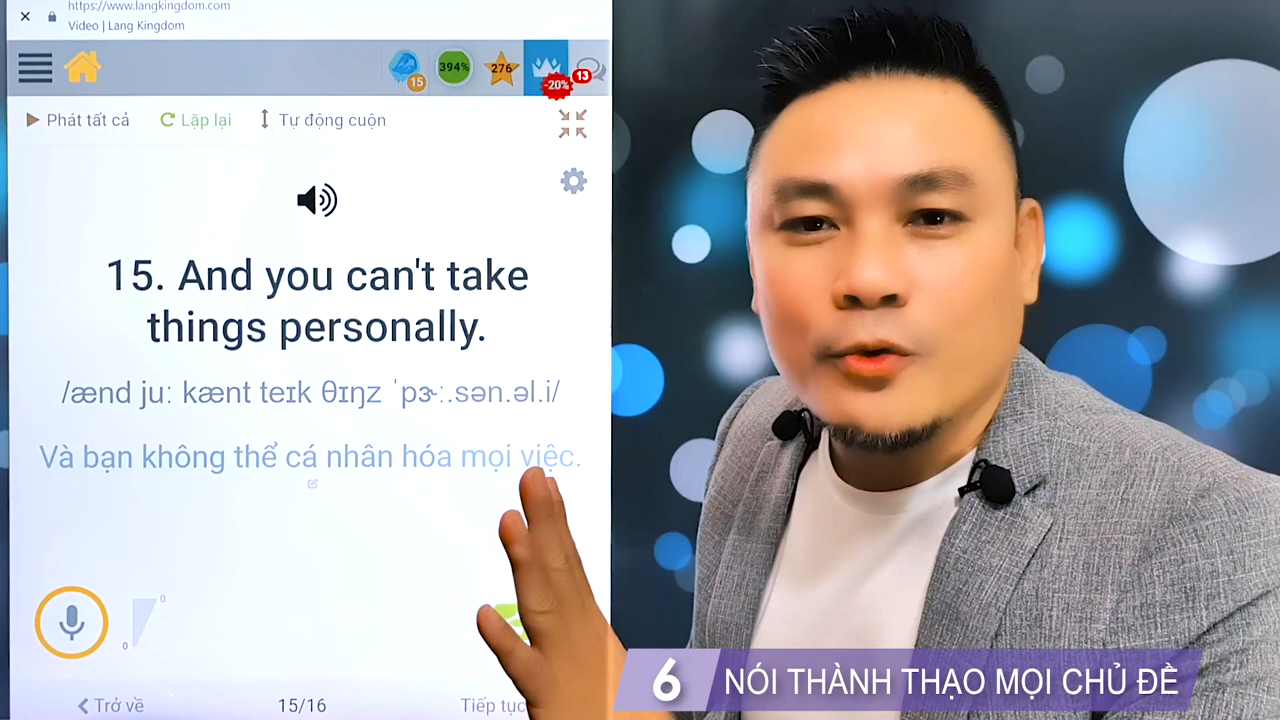 https://www.langkingdom.com
Video | Lang Kingdom
15
394%
276
-20%
13
Phát tất cả
Lặp lại
Tự động cuộn
15. And you can't take
things personally.
/ænd juː kænt teɪk θɪŋz ˈpɝː.sən.əl.i/
Và bạn không thể cá nhân hóa mọi việc.
0
0
Trở về
15/16
Tiếp tục
6 NÓI THÀNH THẠO MỌI CHỦ ĐỀ